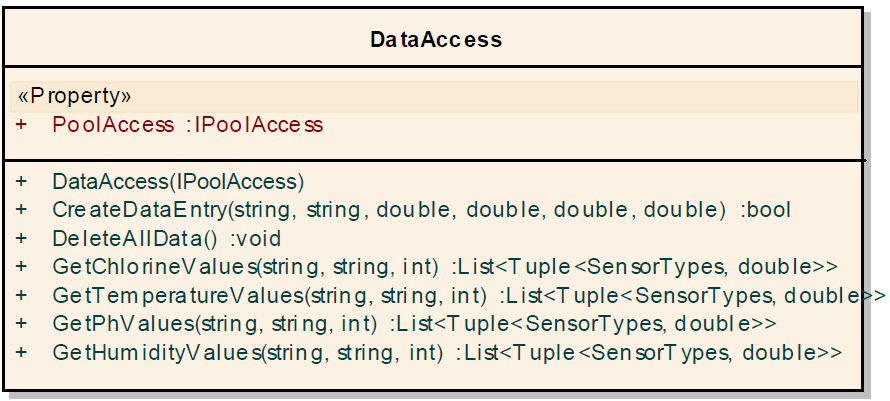 DataAccess
«Property»
+ PoolAccess :IPoolAccess
+ DataAccess(IPoolAccess)
+ CreateDataEntry(string, string, double, double, double, double) :bool
+ DeleteAllData() :void
+ GetChlorineValues(string, string, int) :List<Tuple<SensorTypes, double>>
+ GetTemperatureValues(string, string, int) :List<Tuple<SensorTypes, double>>
+ GetPhValues(string, string, int) :List<Tuple<SensorTypes, double>>
+ GetHumidityValues(string, string, int) :List<Tuple<SensorTypes, double>>